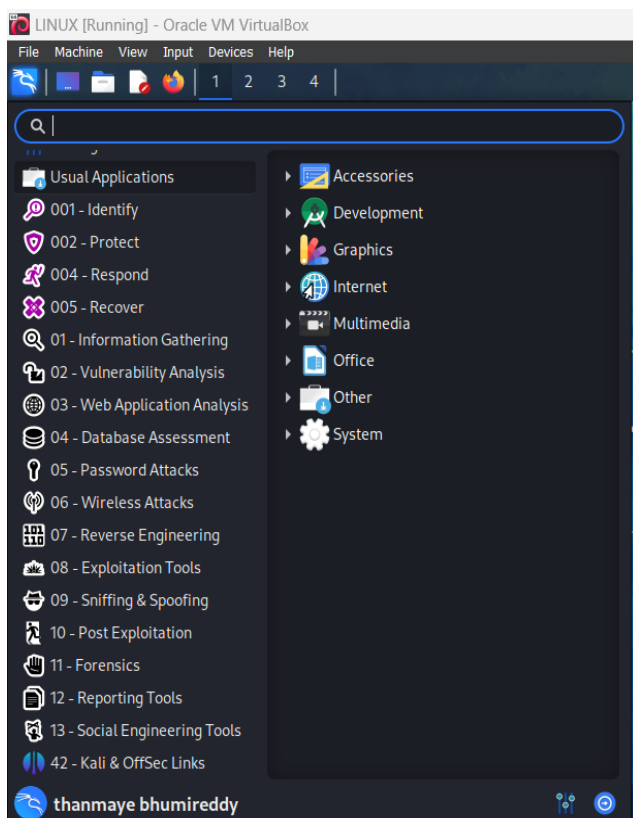 LINUX [Running] - Oracle VM VirtualBox
File Machine View Input Devices Help
1 2 3 4
Usual Applications
001 - Identify
002 - Protect
004 - Respond
005 - Recover
01 - Information Gathering
02 - Vulnerability Analysis
03 - Web Application Analysis
04 - Database Assessment
05 - Password Attacks
06 - Wireless Attacks
07 - Reverse Engineering
08 - Exploitation Tools
09 - Sniffing & Spoofing
10 - Post Exploitation
11 - Forensics
12 - Reporting Tools
13 - Social Engineering Tools
42 - Kali & OffSec Links
Accessories
Development
Graphics
Internet
Multimedia
Office
Other
System
thanmaye bhumireddy